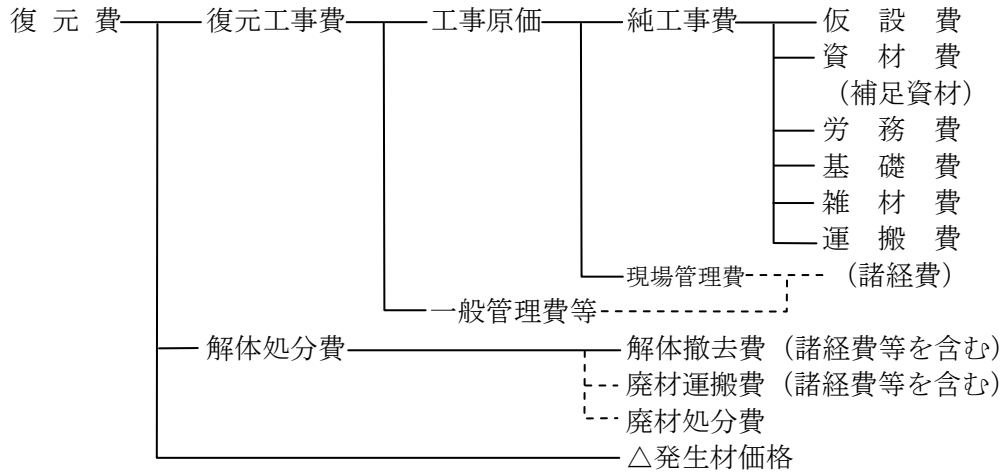 復 元 費 復元工事費 工事原価 純工事費 仮 設 費
資 材 費
（補足資材）
労 務 費
基 礎 費
雑 材 費
運 搬 費
現場管理費 （諸経費）
一般管理費等
解体処分費 解体撤去費（諸経費等を含む）
廃材運搬費（諸経費等を含む）
廃材処分費
△発生材価格